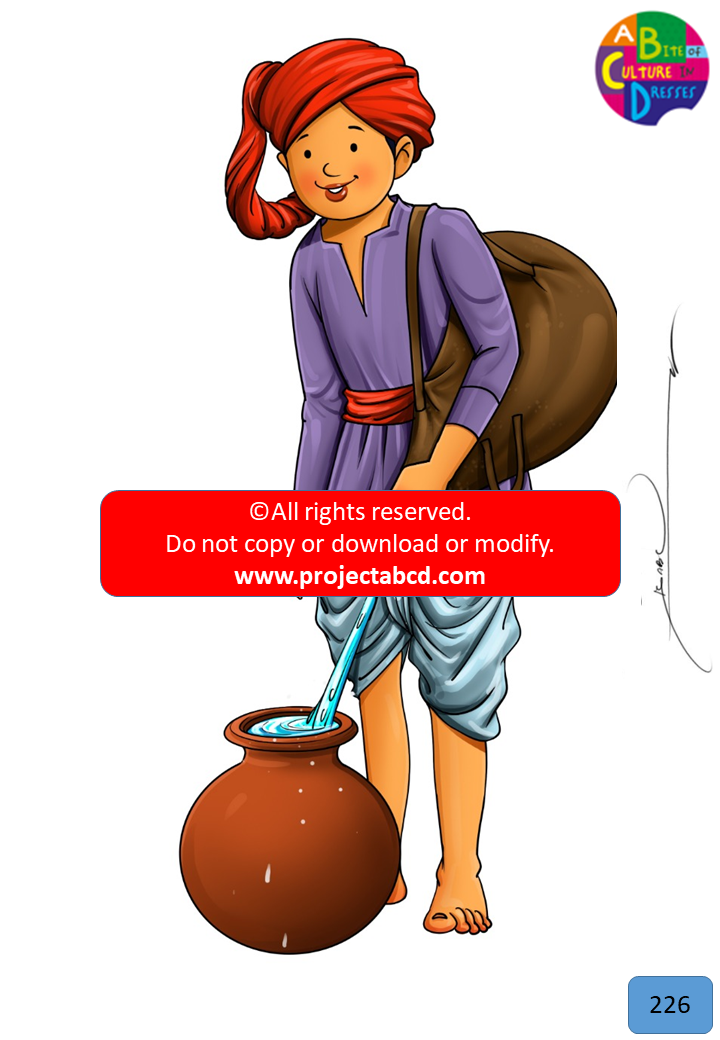 A BITE OF
CULTURE IN
DRESSES
©All rights reserved.
Do not copy or download or modify.
www.projectabcd.com
226